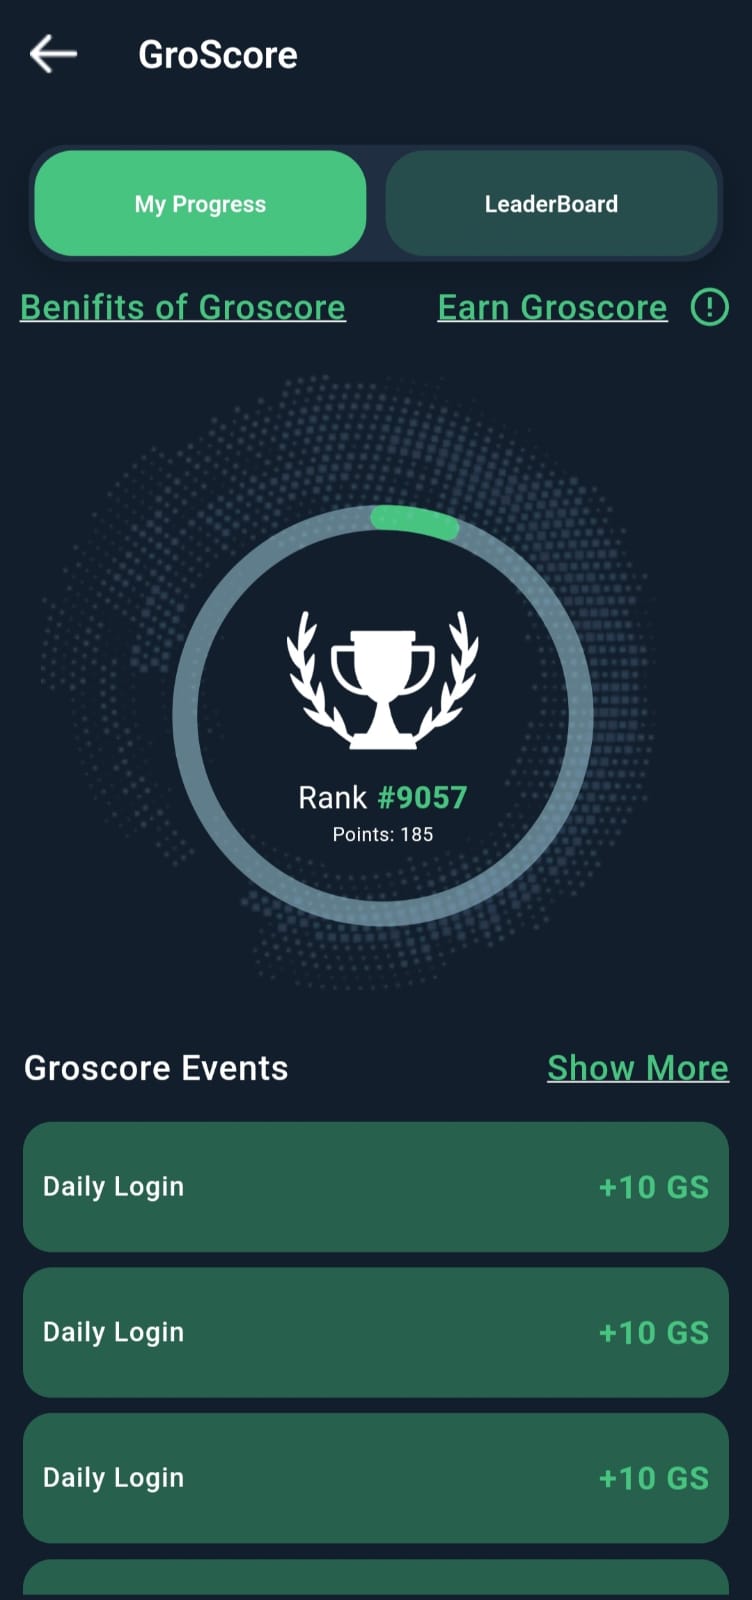 GroScore
My Progress
LeaderBoard
Benifits of Groscore
Earn Groscore
Rank #9057
Points: 185
Groscore Events
Show More
Daily Login
+10 GS
Daily Login
+10 GS
Daily Login
+10 GS